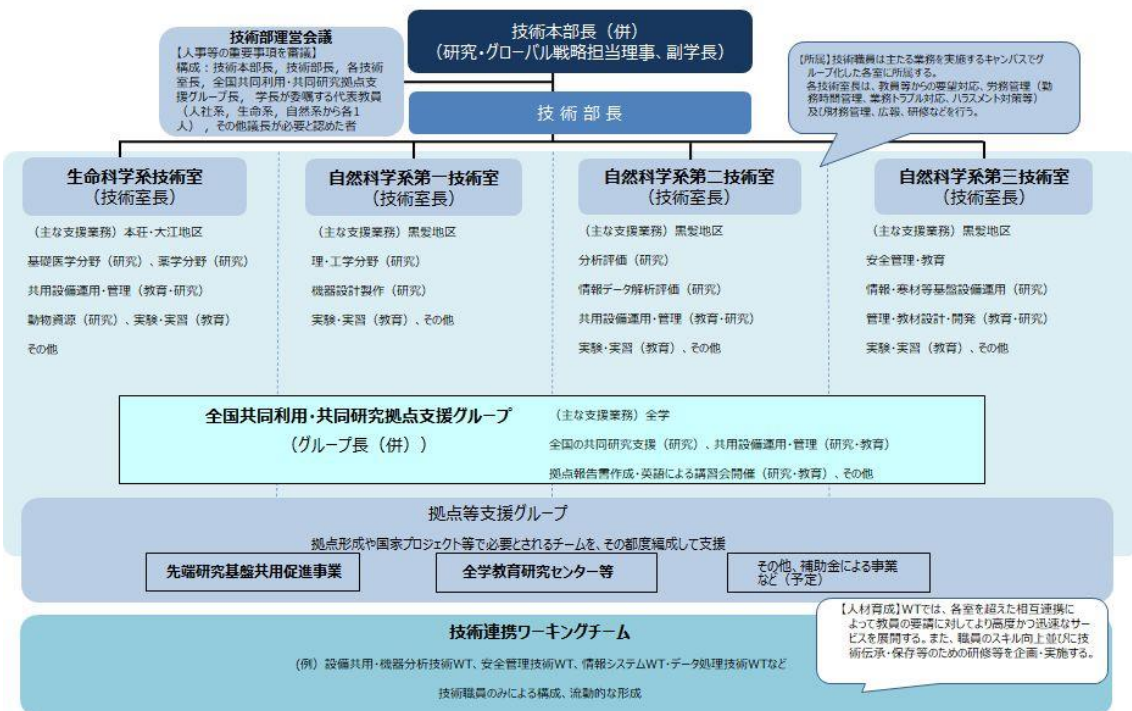 技術部運営会議
【人事等の重要事項を審議】
構成：技術本部長，技術部長，各技術
室長，全国共同利用・共同研究拠点支
援グループ長， 学長が委嘱する代表教員
（人社系，生命系，自然系から各1
人），その他議長が必要と認めた者
技術本部長（併）
（研究・グローバル戦略担当理事、副学長）
技 術 部 長
【所属】技術職員は主たる業務を実施するキャンパスでグ
ループ化した各室に所属する。
各技術室長は、教員等からの要望対応、労務管理（勤
務時間管理、業務トラブル対応、ハラスメント対策等）
及び財務管理、広報、研修などを行う。
生命科学系技術室
（技術室長）
（主な支援業務）本荘・大江地区
基礎医学分野（研究）、薬学分野（研究）
共用設備運用・管理（教育・研究）
動物資源（研究）、実験・実習（教育）
その他
自然科学系第一技術室
（技術室長）
（主な支援業務）黒髪地区
理・工学分野（研究）
機器設計製作（研究）
実験・実習（教育）、その他
自然科学系第二技術室
（技術室長）
（主な支援業務）黒髪地区
分析評価（研究）
情報データ解析評価（研究）
共用設備運用・管理（教育・研究）
実験・実習（教育）、その他
自然科学系第三技術室
（技術室長）
（主な支援業務）黒髪地区
安全管理・教育
情報・寒材等基盤設備運用（研究）
管理・教材設計・開発（教育・研究）
実験・実習（教育）、その他
全国共同利用・共同研究拠点支援グループ
（グループ長（併））
（主な支援業務）全学
全国の共同研究支援（研究）、共用設備運用・管理（研究・教育）
拠点報告書作成・英語による講習会開催（研究・教育）、その他
拠点等支援グループ
拠点形成や国家プロジェクト等で必要とされるチームを、その都度編成して支援
先端研究基盤共用促進事業
全学教育研究センター等
その他、補助金による事業
など（予定）
技術連携ワーキングチーム
(例）設備共用・機器分析技術WT、安全管理技術WT、情報システムWT・データ処理技術WTなど
技術職員のみによる構成、流動的な形成
【人材育成】WTでは、各室を超えた相互連携に
よって教員の要請に対してより高度かつ迅速なサー
ビスを展開する。また、職員のスキル向上並びに技
術伝承・保存等のための研修等を企画・実施する。